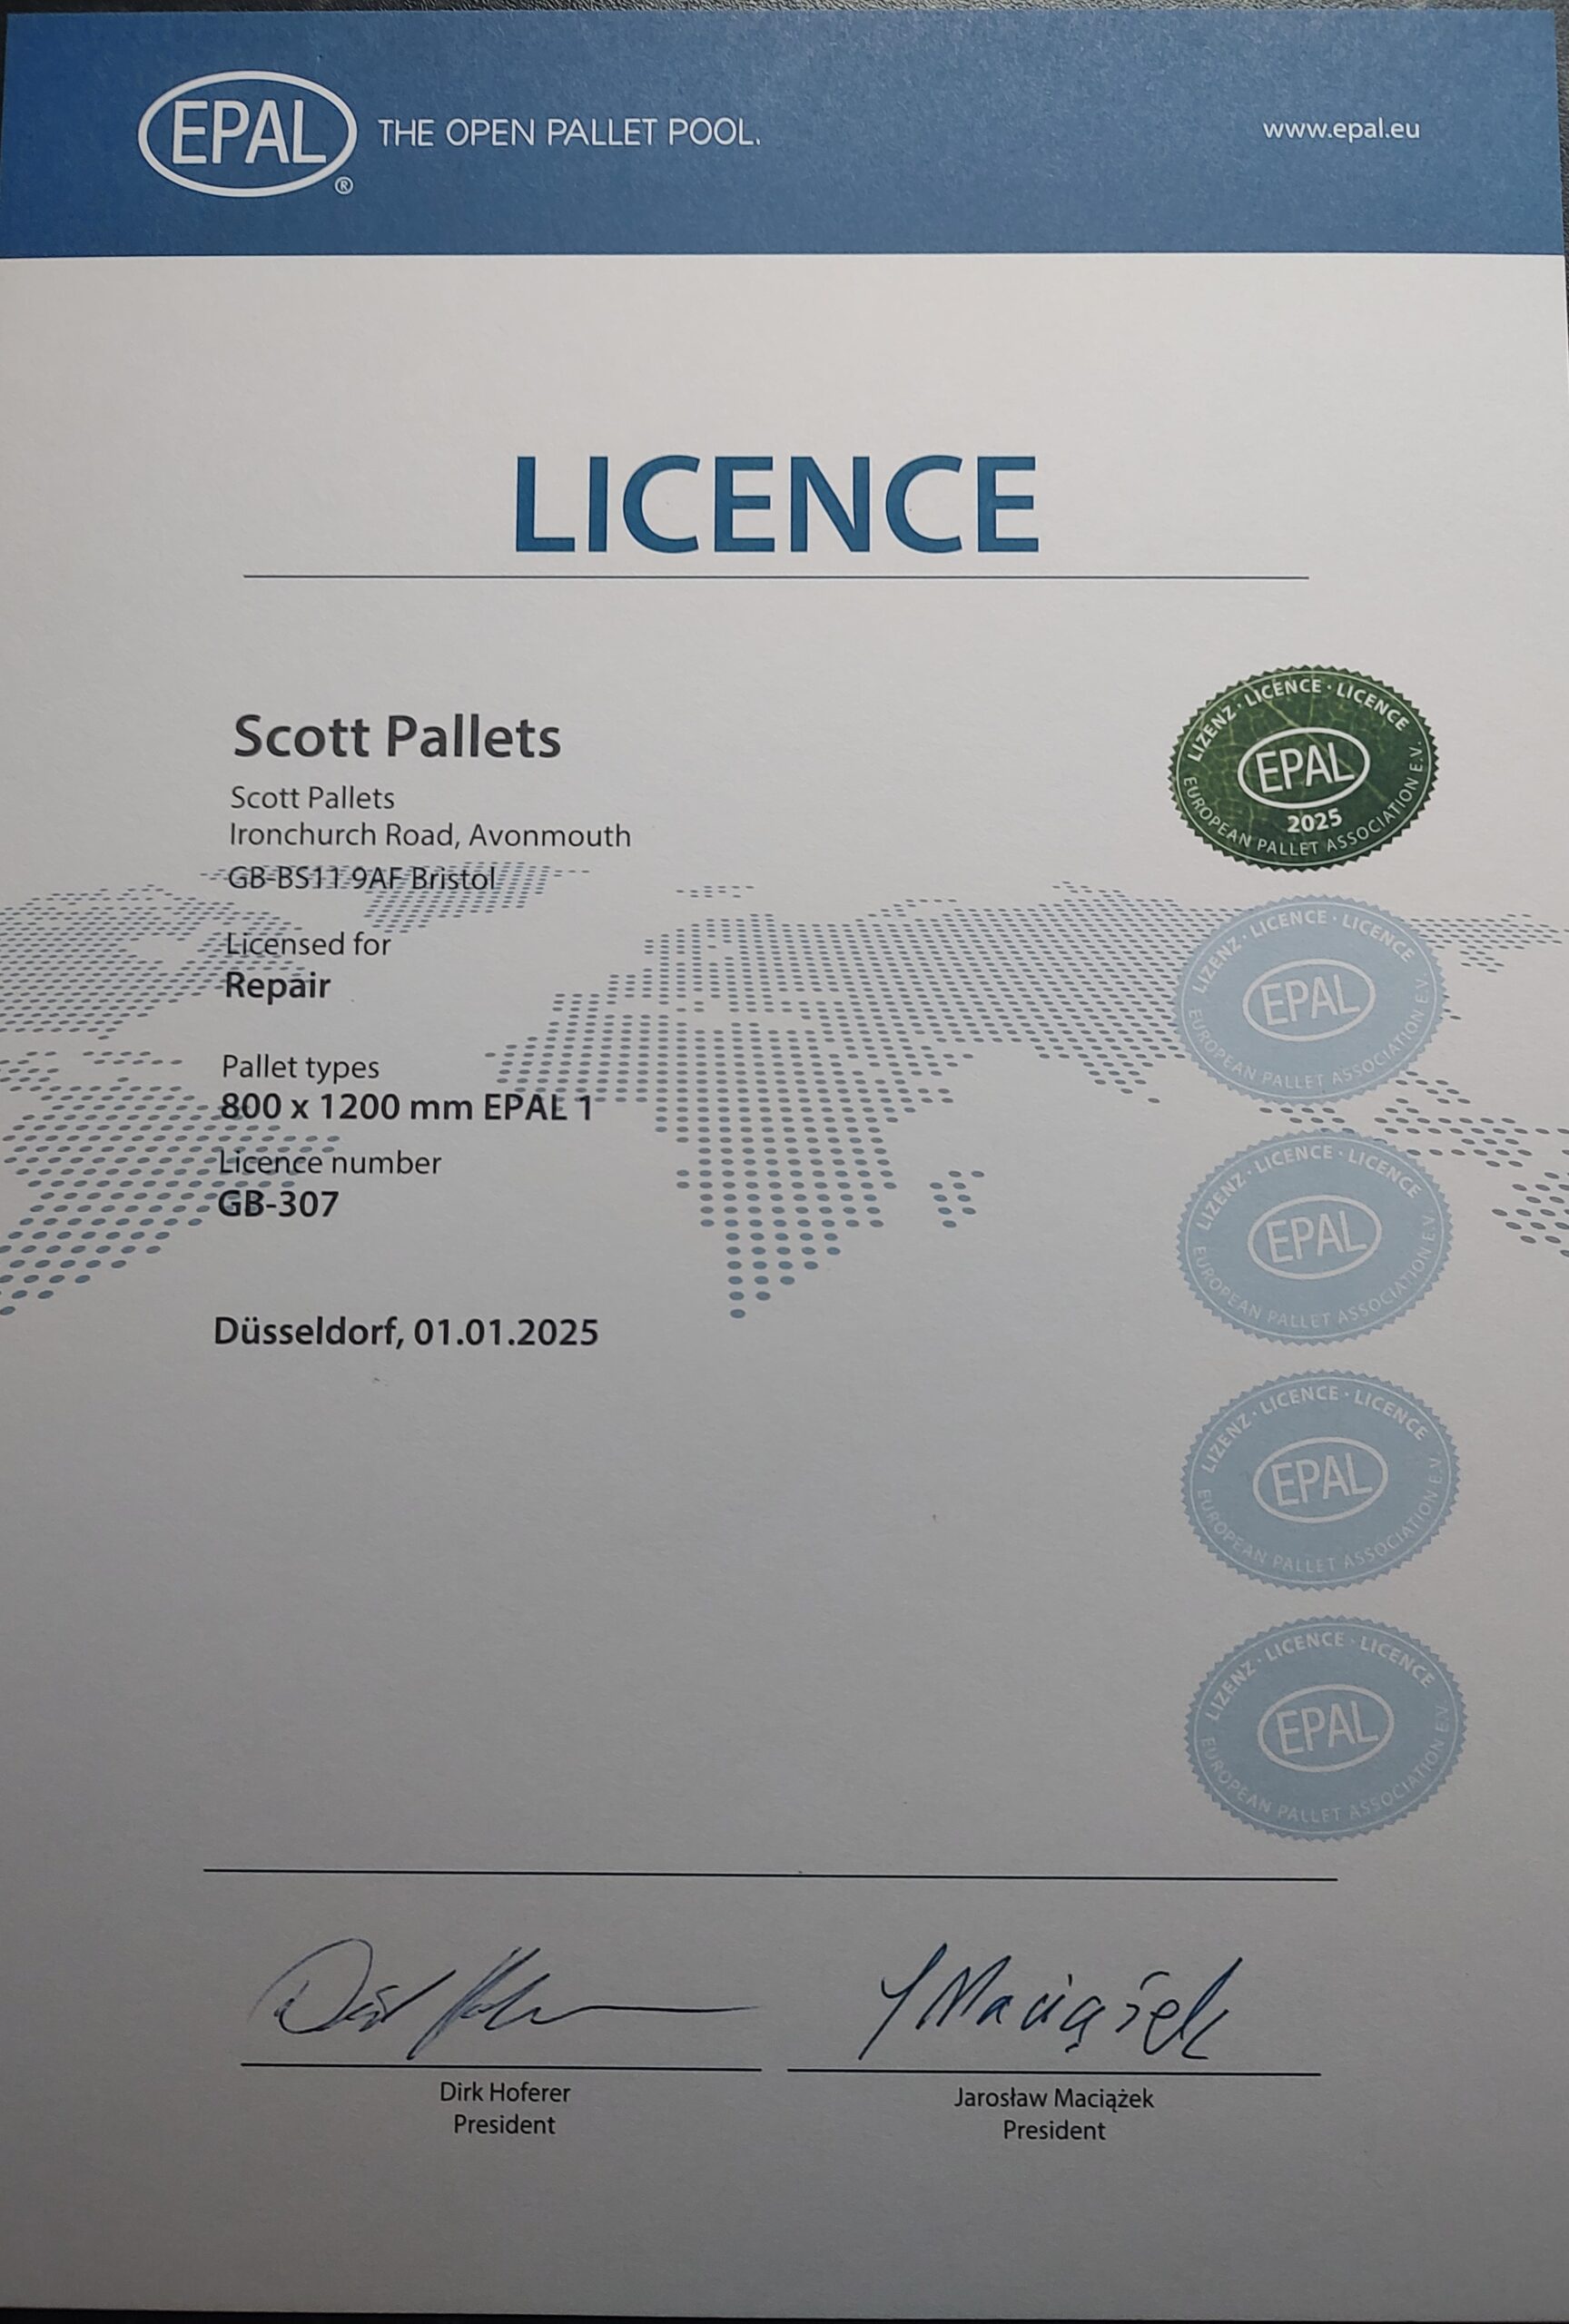 EPAL
®
THE OPEN PALLET POOL.
www.epal.eu
LICENCE
Scott Pallets
Scott Pallets
Ironchurch Road, Avonmouth
GB-BS11 9AF Bristol
Licensed for
Repair
Pallet types
800 x 1200 mm EPAL 1
Licence number
GB-307
Düsseldorf, 01.01.2025
LIZENZ · LICENCE · LICENCE
EPAL
2025
EUROPEAN PALLET ASSOCIATION E.V.
LIZENZ · LICENCE · LICENCE
EPAL
EUROPEAN PALLET ASSOCIATION E.V.
LIZENZ · LICENCE · LICENCE
EPAL
EUROPEAN PALLET ASSOCIATION E.V.
LIZENZ · LICENCE · LICENCE
EPAL
EUROPEAN PALLET ASSOCIATION E.V.
LIZENZ · LICENCE · LICENCE
EPAL
EUROPEAN PALLET ASSOCIATION E.V.
J Maciążek
Dirk Hoferer
President
Jarosław Maciążek
President